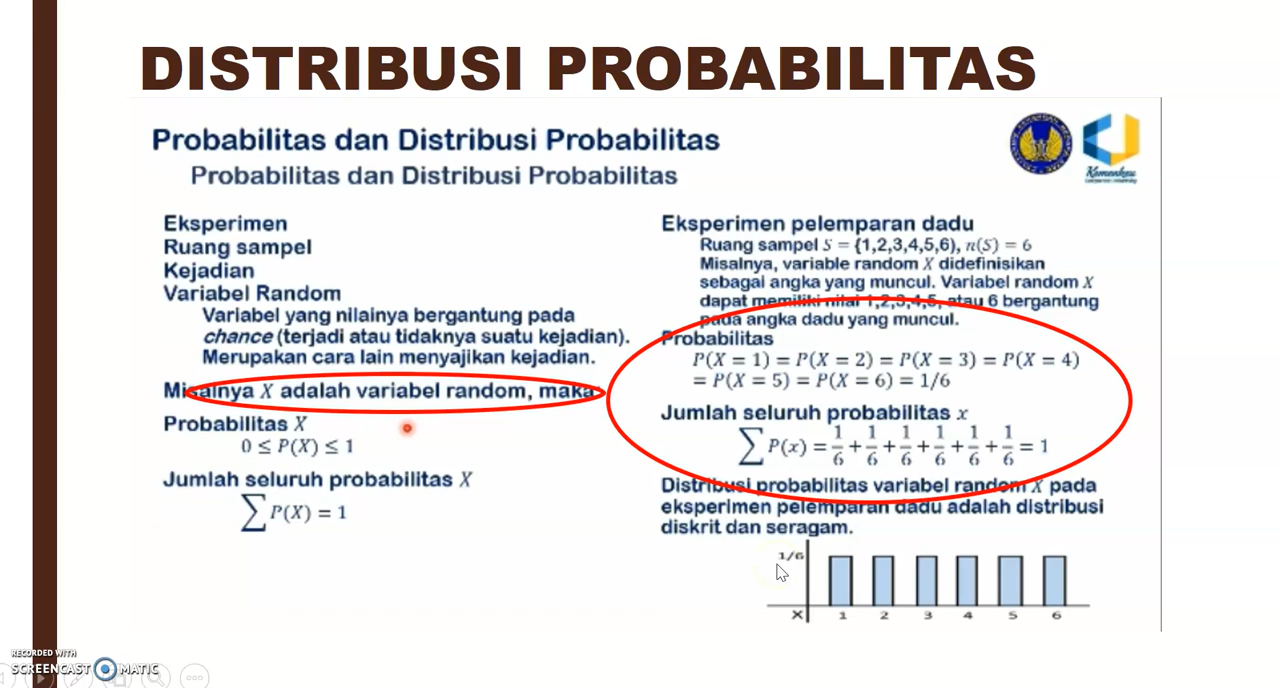 DISTRIBUSI PROBABILITAS
Probabilitas dan Distribusi Probabilitas
Probabilitas dan Distribusi Probabilitas
Kemenkeu
Eksperimen
Ruang sampel
Kejadian
Variabel Random
Variabel yang nilainya bergantung pada
chance (terjadi atau tidaknya suatu kejadian).
Merupakan cara lain menyajikan kejadian.
Misalnya X adalah variabel random, maka:
Probabilitas X
0 ≤ P(X) ≤ 1
Jumlah seluruh probabilitas X
∑ P(X) = 1
Eksperimen pelemparan dadu
Ruang sampel S = {1,2,3,4,5,6), n(S) = 6
Misalnya, variable random X didefinisikan
sebagai angka yang muncul. Variabel random X
dapat memiliki nilai 1,2,3,4,5, atau 6 bergantung
pada angka dadu yang muncul.
Probabilitas
P(X = 1) = P(X = 2) = P(X = 3) = P(X = 4)
= P(X = 5) = P(X = 6) = 1/6
Jumlah seluruh probabilitas x
∑ P(x) = 1/6 + 1/6 + 1/6 + 1/6 + 1/6 + 1/6 = 1
Distribusi probabilitas variabel random X pada
eksperimen pelemparan dadu adalah distribusi
diskrit dan seragam.
1/6
X 1 2 3 4 5 6
RECORDED WITH
SCREENCAST MATIC